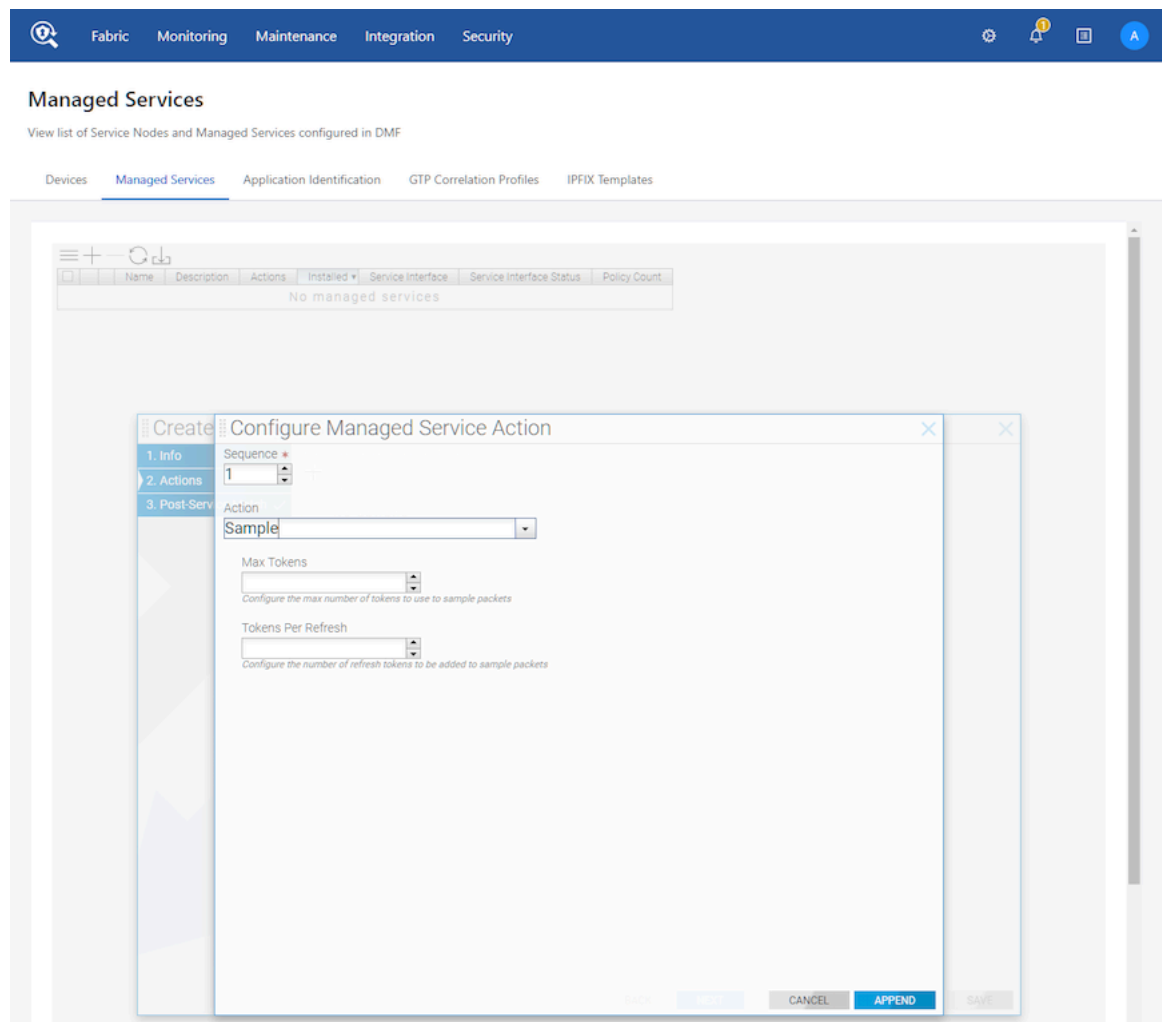 Fabric Monitoring Maintenance Integration Security 1 A
Managed Services
View list of Service Nodes and Managed Services configured in DMF
Devices Managed Services Application Identification GTP Correlation Profiles IPFIX Templates
Name Description Actions Installed Service Interface Service Interface Status Policy Count
No managed services
Create Configure Managed Service Action
1. Info
Sequence *
1
2. Actions
3. Post-Serv
Action
Sample
Max Tokens
Configure the max number of tokens to use to sample packets
Tokens Per Refresh
Configure the number of refresh tokens to be added to sample packets
BACK NEXT CANCEL APPEND SAVE